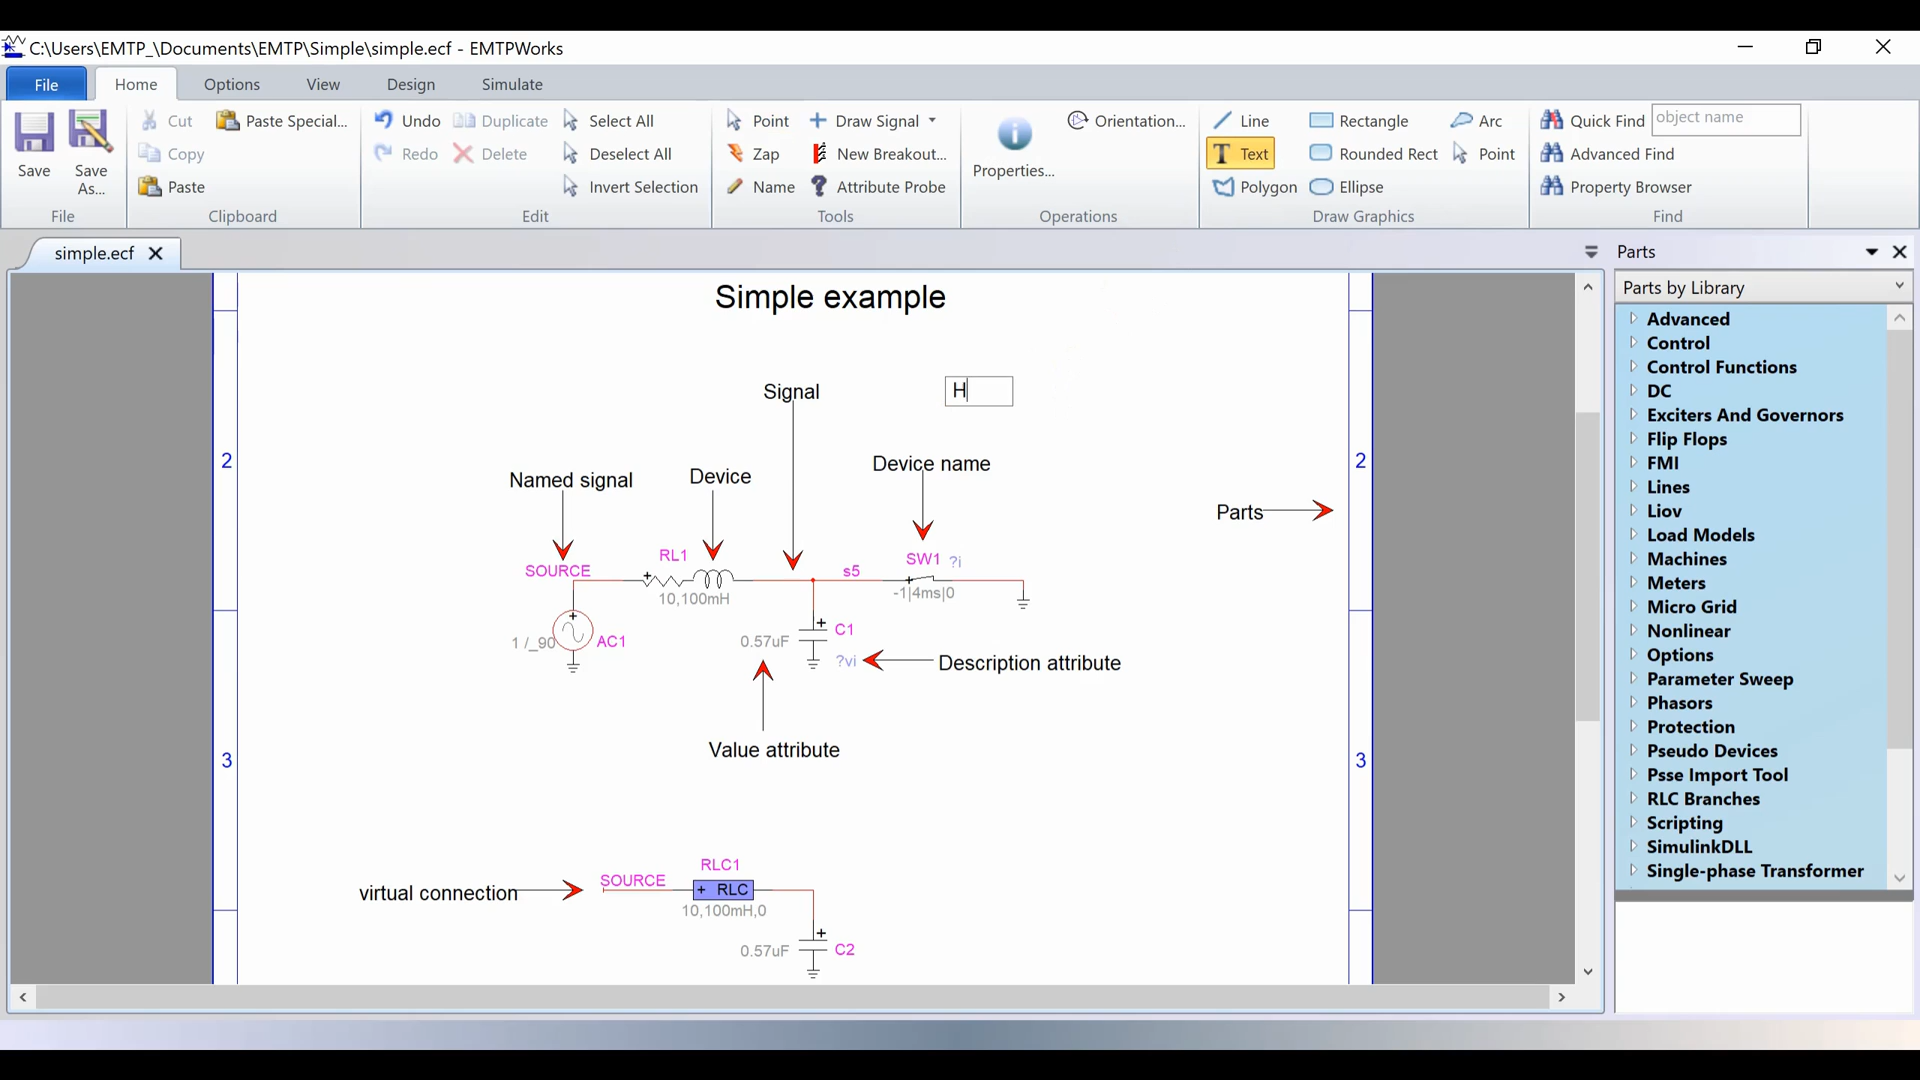 C:\Users\EMTP_\Documents\EMTP\Simple\simple.ecf - EMTPWorks
File Home Options View Design Simulate
Save Save As...
File
Cut Copy Paste Paste Special...
Clipboard
Undo Redo Duplicate Delete Select All Deselect All Invert Selection
Edit
Point Zap Name Draw Signal New Breakout... Attribute Probe
Tools
Properties... Orientation...
Operations
Line Text Polygon Rectangle Rounded Rect Ellipse Arc Point
Draw Graphics
Quick Find object name
Advanced Find
Property Browser
Find
simple.ecf
Simple example
Signal
H
2
Named signal
Device
Device name
2
Parts
SOURCE
RL1
+
10,100mH
s5
SW1 ?i
+
-1|4ms|0
+
1 /_90
AC1
0.57uF
+
C1
?vi
Description attribute
Value attribute
3
3
virtual connection
SOURCE
RLC1
+ RLC
10,100mH,0
0.57uF
+
C2
Parts
Parts by Library
Advanced
Control
Control Functions
DC
Exciters And Governors
Flip Flops
FMI
Lines
Liov
Load Models
Machines
Meters
Micro Grid
Nonlinear
Options
Parameter Sweep
Phasors
Protection
Pseudo Devices
Psse Import Tool
RLC Branches
Scripting
SimulinkDLL
Single-phase Transformer